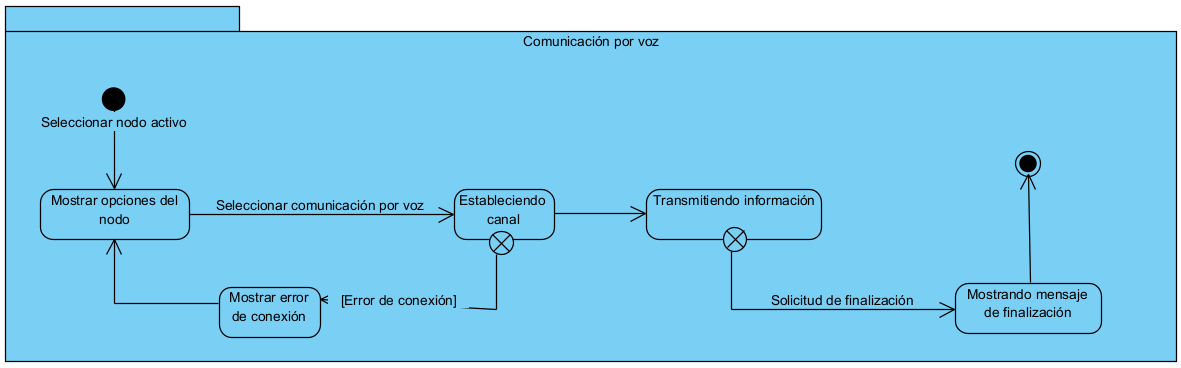 Comunicación por voz
Seleccionar nodo activo
Mostrar opciones del
nodo
Seleccionar comunicación por voz
Estableciendo
canal
Transmitiendo información
Mostrar error
de conexión
[Error de conexión]
Solicitud de finalización
Mostrando mensaje
de finalización